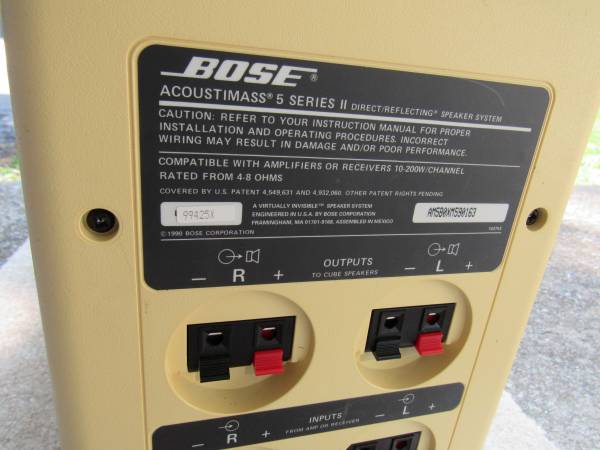 BOSE®
ACOUSTIMASS® 5 SERIES II DIRECT/REFLECTING® SPEAKER SYSTEM
CAUTION: REFER TO YOUR INSTRUCTION MANUAL FOR PROPER
INSTALLATION AND OPERATING PROCEDURES. INCORRECT
WIRING MAY RESULT IN DAMAGE AND/OR POOR PERFORMANCE.
COMPATIBLE WITH AMPLIFIERS OR RECEIVERS 10-200W/CHANNEL
RATED FROM 4-8 OHMS
COVERED BY U.S. PATENT 4,549,631 AND 4,932,060. OTHER PATENT RIGHTS PENDING
99425X
A VIRTUALLY INVISIBLE™ SPEAKER SYSTEM
ENGINEERED IN U.S.A. BY BOSE CORPORATION
FRAMINGHAM, MA 01701-9168. ASSEMBLED IN MEXICO
©1990 BOSE CORPORATION
– R +
OUTPUTS
TO CUBE SPEAKERS
– L +
– R +
INPUTS
FROM AMP OR RECEIVER
– L +